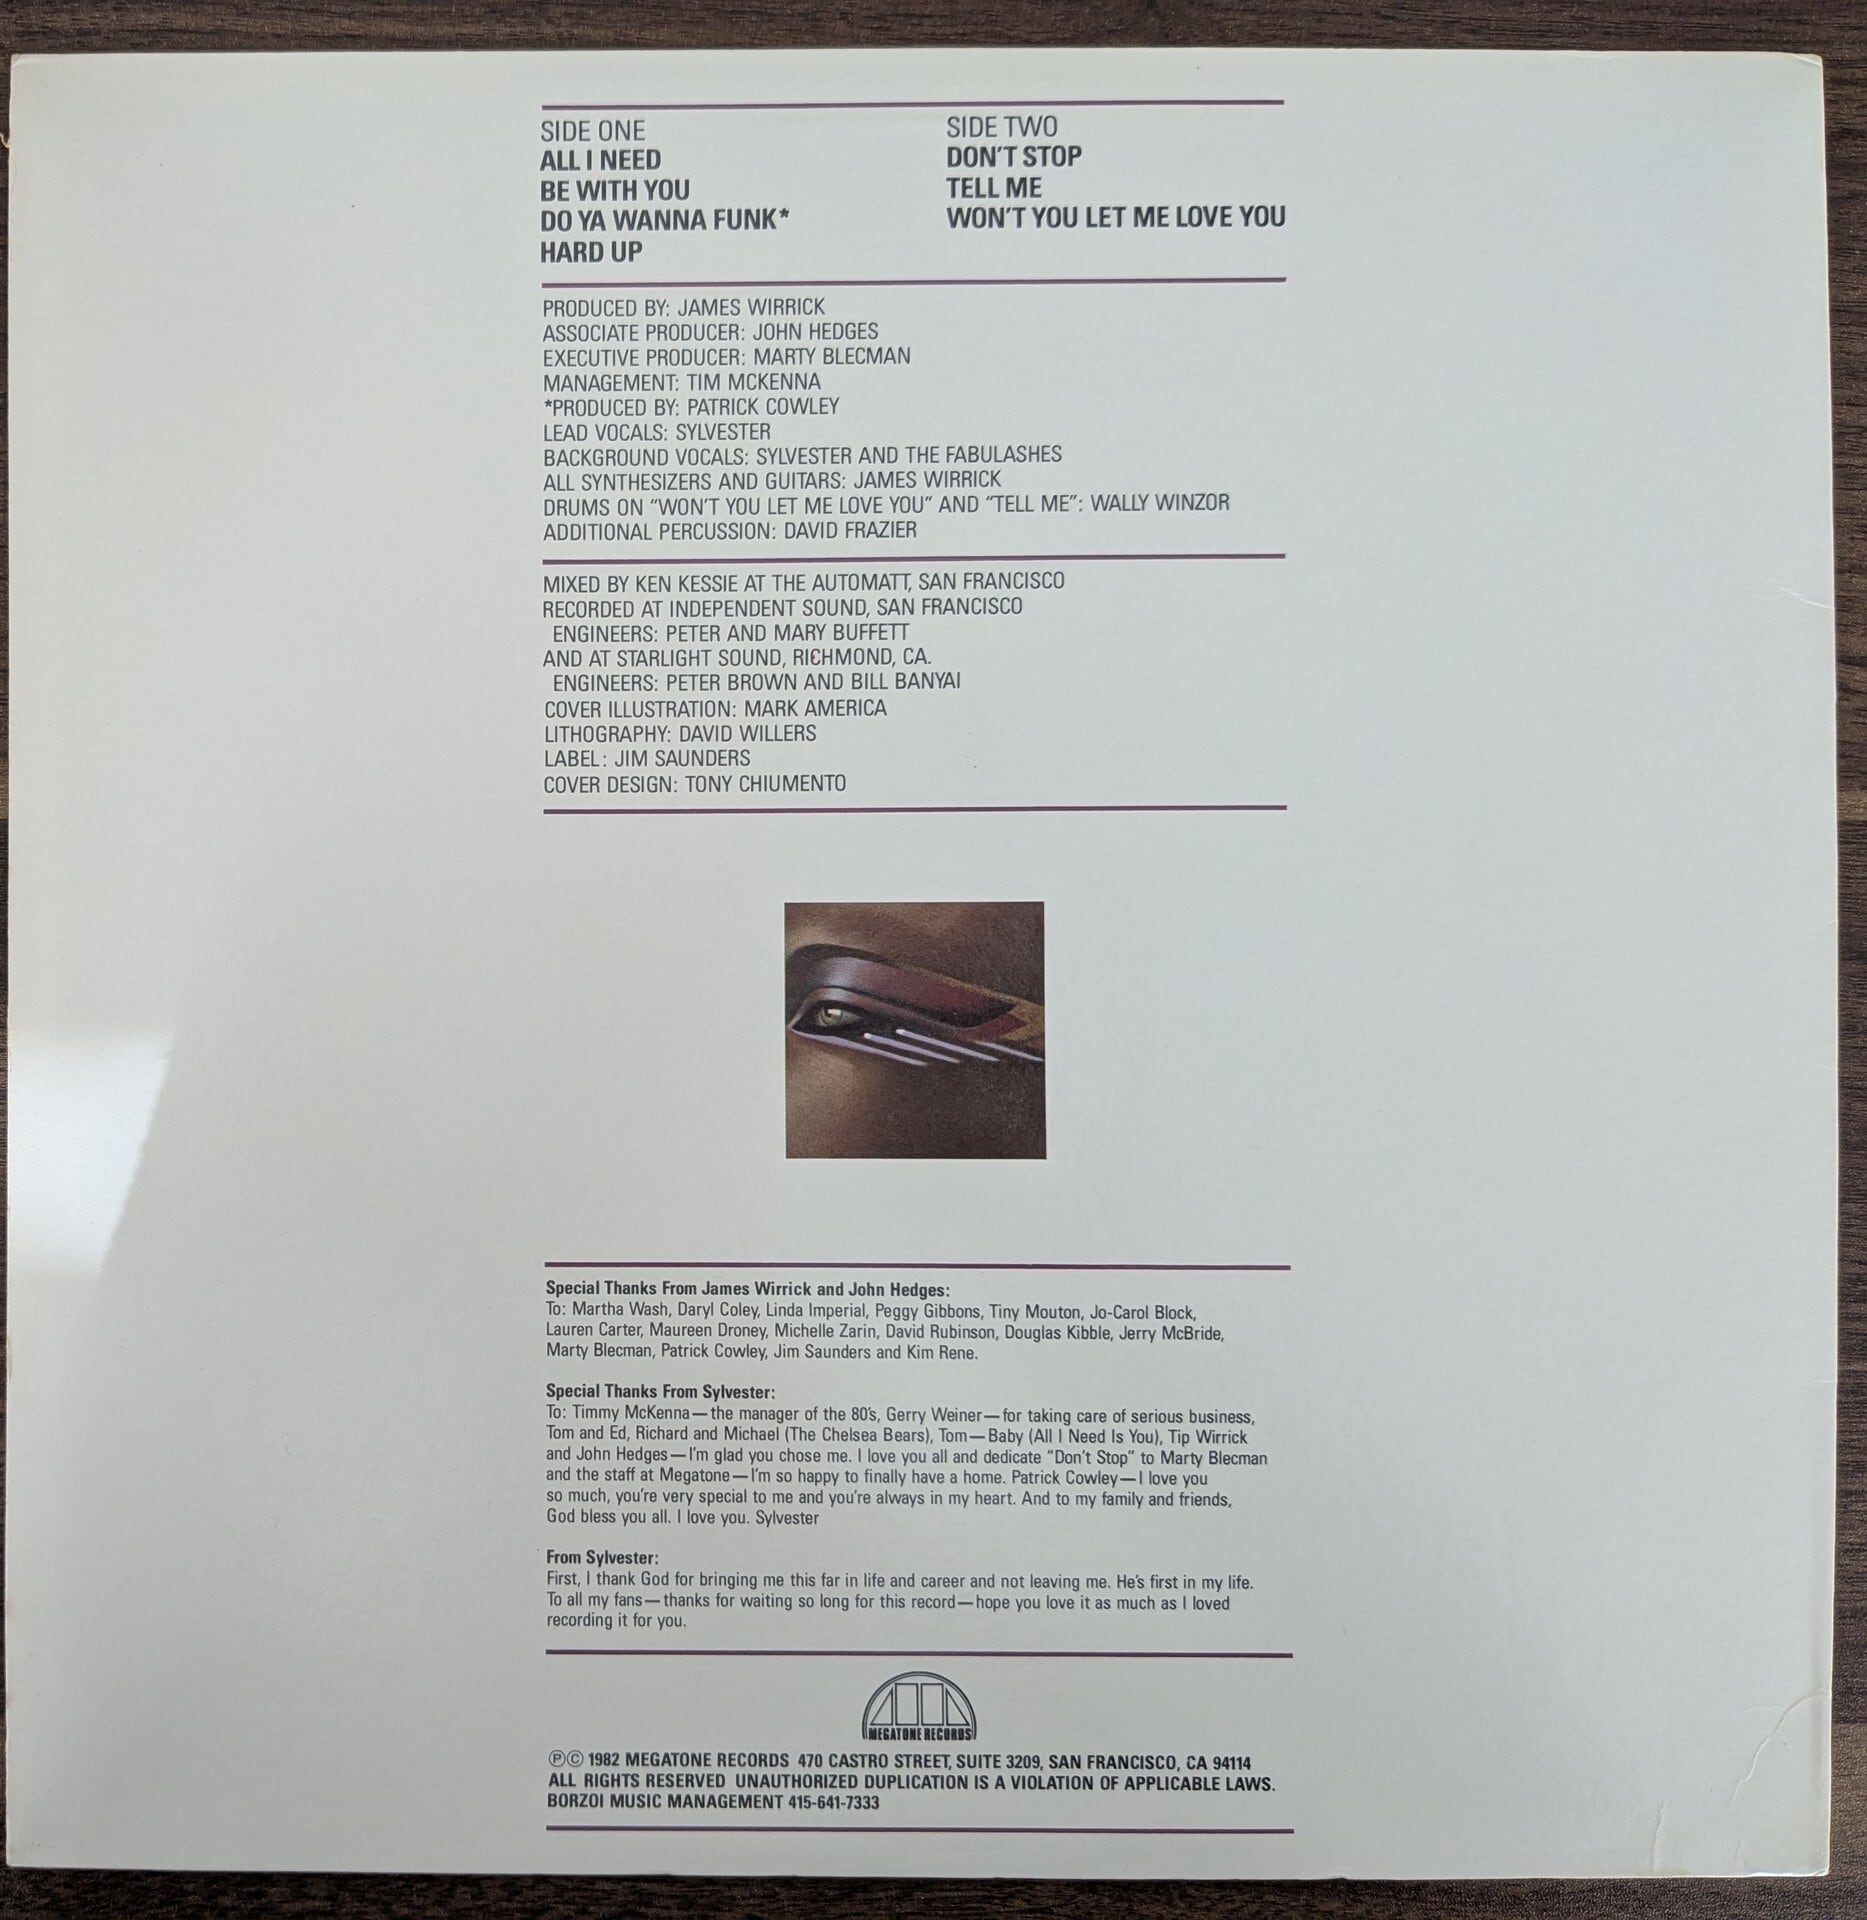 SIDE ONE
ALL I NEED
BE WITH YOU
DO YA WANNA FUNK*
HARD UP
SIDE TWO
DON'T STOP
TELL ME
WON'T YOU LET ME LOVE YOU
PRODUCED BY: JAMES WIRRICK
ASSOCIATE PRODUCER: JOHN HEDGES
EXECUTIVE PRODUCER: MARTY BLECMAN
MANAGEMENT: TIM MCKENNA
*PRODUCED BY: PATRICK COWLEY
LEAD VOCALS: SYLVESTER
BACKGROUND VOCALS: SYLVESTER AND THE FABULASHES
ALL SYNTHESIZERS AND GUITARS: JAMES WIRRICK
DRUMS ON "WON'T YOU LET ME LOVE YOU" AND "TELL ME": WALLY WINZOR
ADDITIONAL PERCUSSION: DAVID FRAZIER
MIXED BY KEN KESSIE AT THE AUTOMATT, SAN FRANCISCO
RECORDED AT INDEPENDENT SOUND, SAN FRANCISCO
ENGINEERS: PETER AND MARY BUFFETT
AND AT STARLIGHT SOUND, RICHMOND, CA.
ENGINEERS: PETER BROWN AND BILL BANYAI
COVER ILLUSTRATION: MARK AMERICA
LITHOGRAPHY: DAVID WILLERS
LABEL: JIM SAUNDERS
COVER DESIGN: TONY CHIUMENTO
Special Thanks From James Wirrick and John Hedges:
To: Martha Wash, Daryl Coley, Linda Imperial, Peggy Gibbons, Tiny Mouton, Jo-Carol Block,
Lauren Carter, Maureen Droney, Michelle Zarin, David Rubinson, Douglas Kibble, Jerry McBride,
Marty Blecman, Patrick Cowley, Jim Saunders and Kim Rene.
Special Thanks From Sylvester:
To: Timmy McKenna—the manager of the 80's, Gerry Weiner—for taking care of serious business,
Tom and Ed, Richard and Michael (The Chelsea Bears), Tom—Baby (All I Need Is You), Tip Wirrick
and John Hedges—I'm glad you chose me. I love you all and dedicate "Don't Stop" to Marty Blecman
and the staff at Megatone—I'm so happy to finally have a home. Patrick Cowley—I love you
so much, you're very special to me and you're always in my heart. And to my family and friends,
God bless you all. I love you. Sylvester
From Sylvester:
First, I thank God for bringing me this far in life and career and not leaving me. He's first in my life.
To all my fans—thanks for waiting so long for this record—hope you love it as much as I loved
recording it for you.
MEGATONE RECORDS
℗© 1982 MEGATONE RECORDS 470 CASTRO STREET, SUITE 3209, SAN FRANCISCO, CA 94114
ALL RIGHTS RESERVED UNAUTHORIZED DUPLICATION IS A VIOLATION OF APPLICABLE LAWS.
BORZOI MUSIC MANAGEMENT 415-641-7333